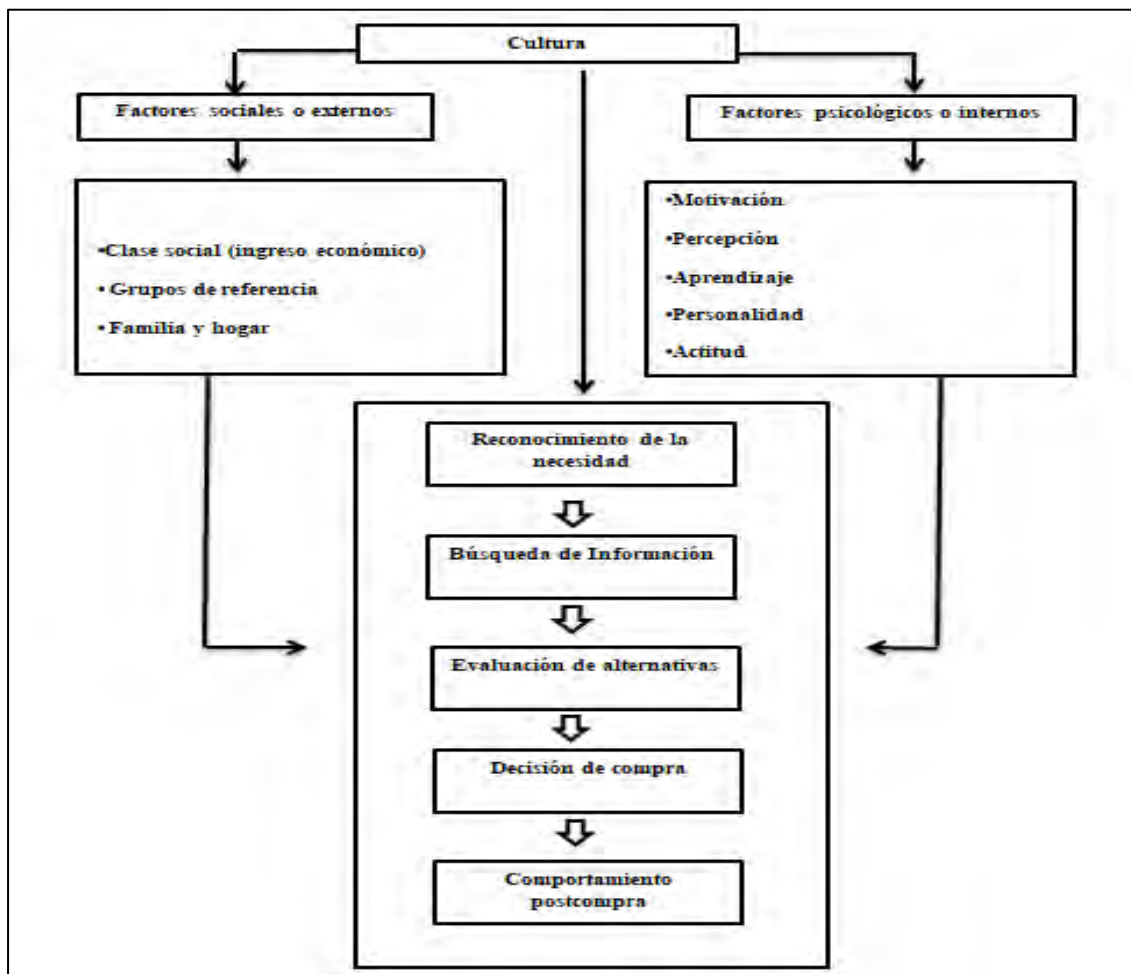 Cultura
Factores sociales o externos
Factores psicológicos o internos
•Clase social (ingreso económico)
• Grupos de referencia
• Familia y hogar
•Motivación
•Percepción
•Aprendizaje
•Personalidad
•Actitud
Reconocimiento de la
necesidad
Búsqueda de Información
Evaluación de alternativas
Decisión de compra
Comportamiento
postcompra